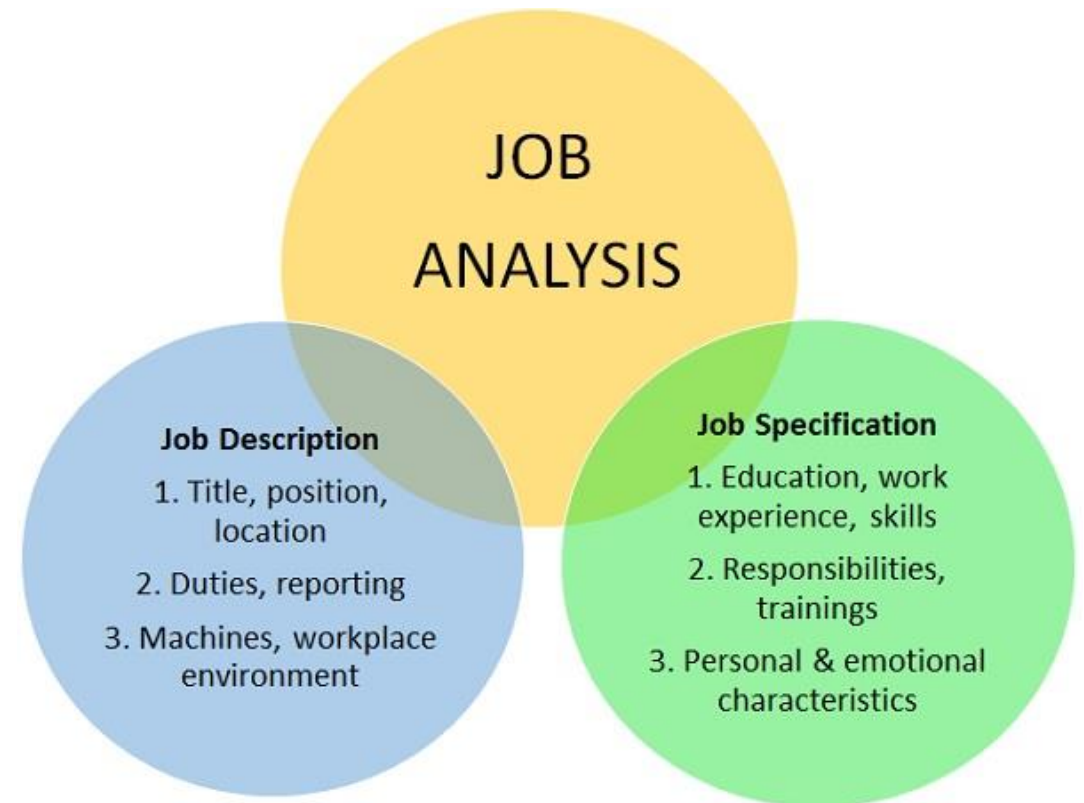 JOB
ANALYSIS
Job Description
1. Title, position,
location
2. Duties, reporting
3. Machines, workplace
environment
Job Specification
1. Education, work
experience, skills
2. Responsibilities,
trainings
3. Personal & emotional
characteristics